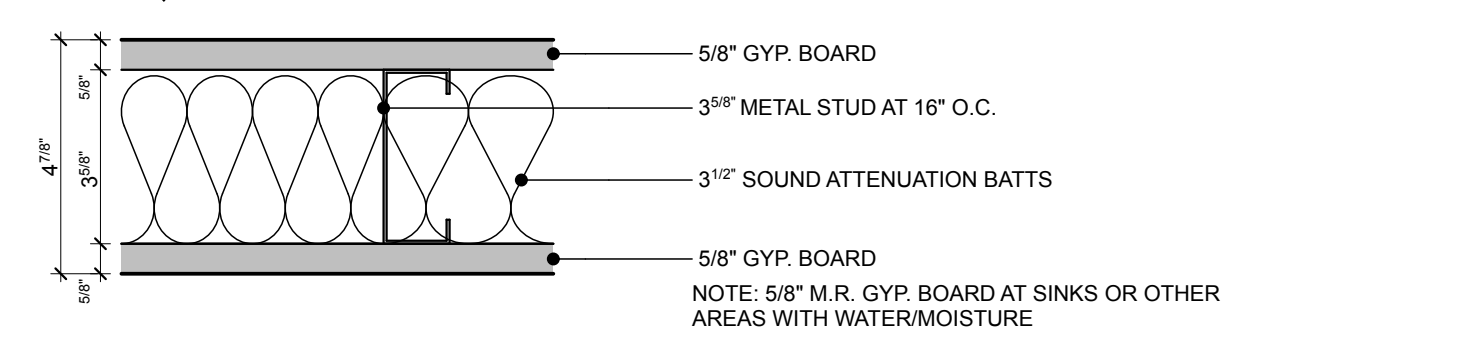 5/8" GYP. BOARD
3 5/8" METAL STUD AT 16" O.C.
3 1/2" SOUND ATTENUATION BATTS
5/8" GYP. BOARD
NOTE: 5/8" M.R. GYP. BOARD AT SINKS OR OTHER
AREAS WITH WATER/MOISTURE
4 7/8"
5/8"
3 5/8"
5/8"